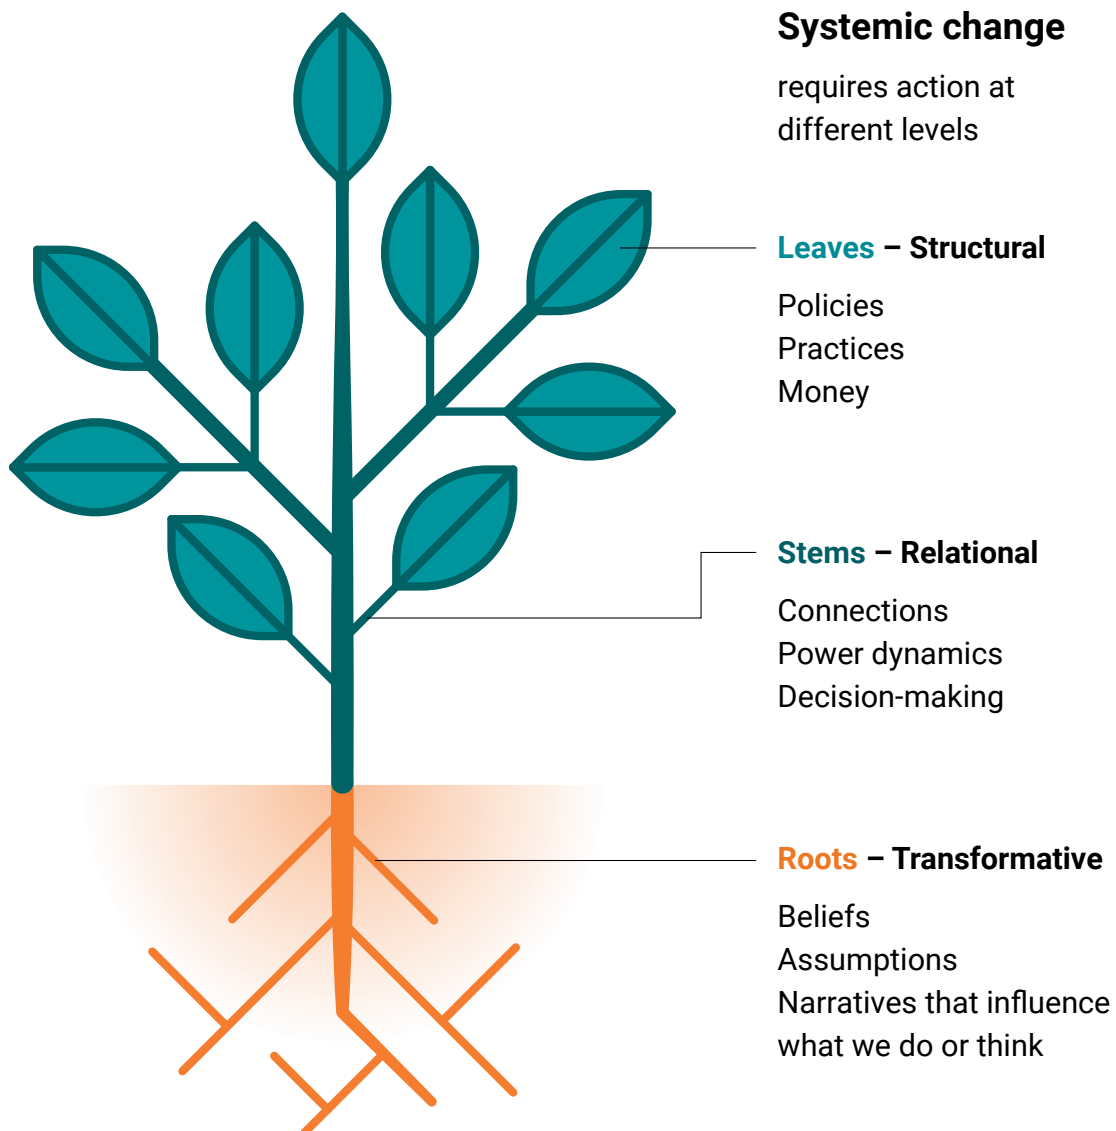 Systemic change
requires action at
different levels
Leaves – Structural
Policies
Practices
Money
Stems – Relational
Connections
Power dynamics
Decision-making
Roots – Transformative
Beliefs
Assumptions
Narratives that influence
what we do or think